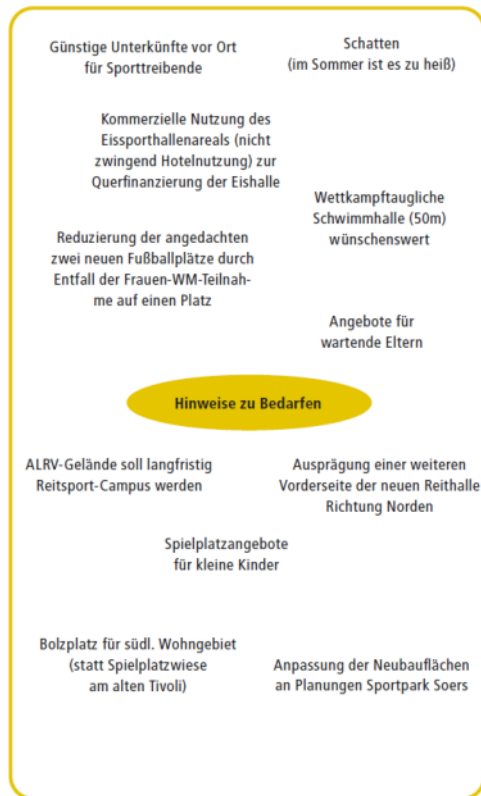 Günstige Unterkünfte vor Ort
für Sporttreibende
Schatten
(im Sommer ist es zu heiß)
Kommerzielle Nutzung des
Eissporthallenareals (nicht
zwingend Hotelnutzung) zur
Querfinanzierung der Eishalle
Wettkampftaugliche
Schwimmhalle (50m)
wünschenswert
Reduzierung der angedachten
zwei neuen Fußballplätze durch
Entfall der Frauen-WM-Teilnah-
me auf einen Platz
Angebote für
wartende Eltern
Hinweise zu Bedarfen
ALRV-Gelände soll langfristig
Reitsport-Campus werden
Ausprägung einer weiteren
Vorderseite der neuen Reithalle
Richtung Norden
Spielplatzangebote
für kleine Kinder
Bolzplatz für südl. Wohngebiet
(statt Spielplatzwiese
am alten Tivoli)
Anpassung der Neubauflächen
an Planungen Sportpark Soers